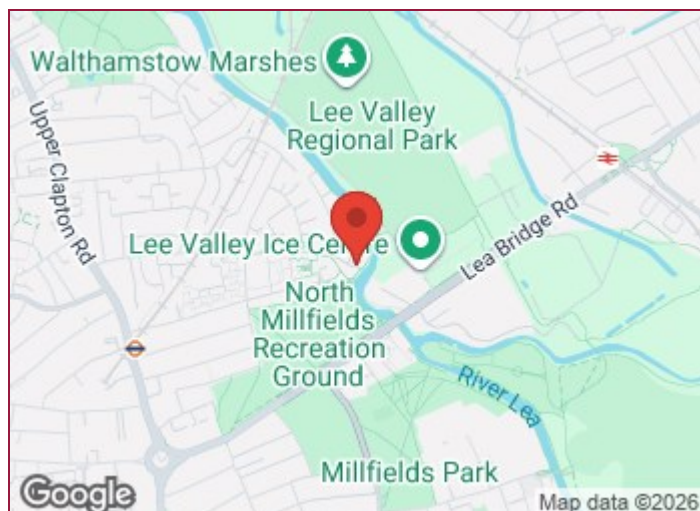 Walthamstow Marshes
Lee Valley
Regional Park
Upper Clapton Rd
Lee Valley Ice Centre
Lea Bridge Rd
North
Millfields
Recreation
Ground
River Lea
Millfields Park
Google
Map data ©2026